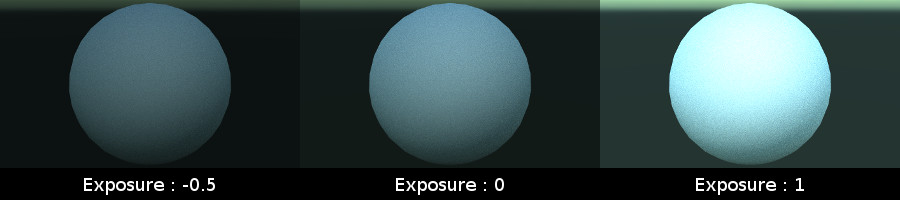 Exposure : -0.5
Exposure : 0
Exposure : 1